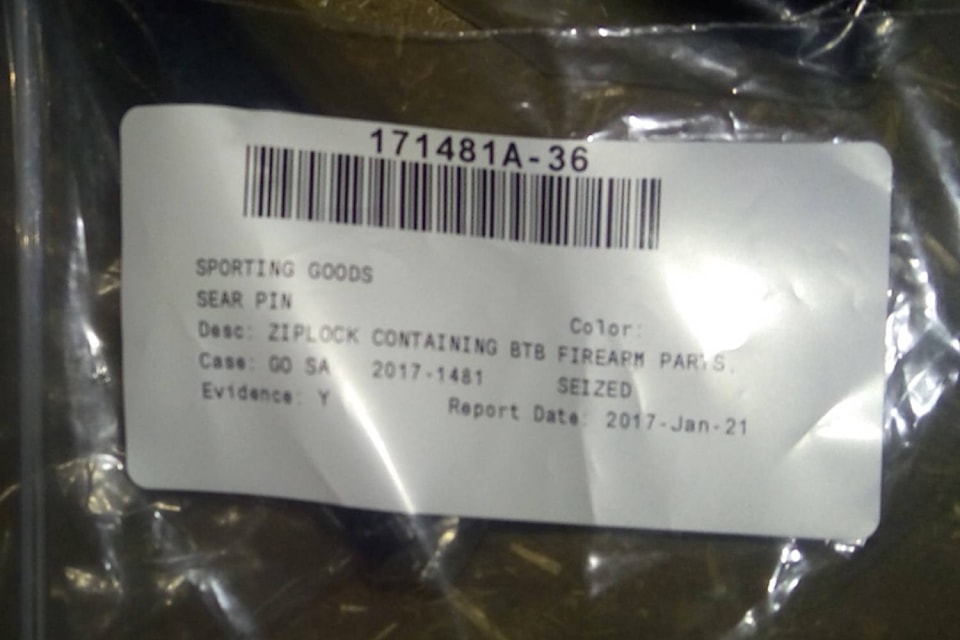 171481A-36
SPORTING GOODS
SEAR PIN
Color:
Desc: ZIPLOCK CONTAINING BTB FIREARM PARTS.
Case: GO SA 2017-1481 SEIZED
Evidence: Y Report Date: 2017-Jan-21